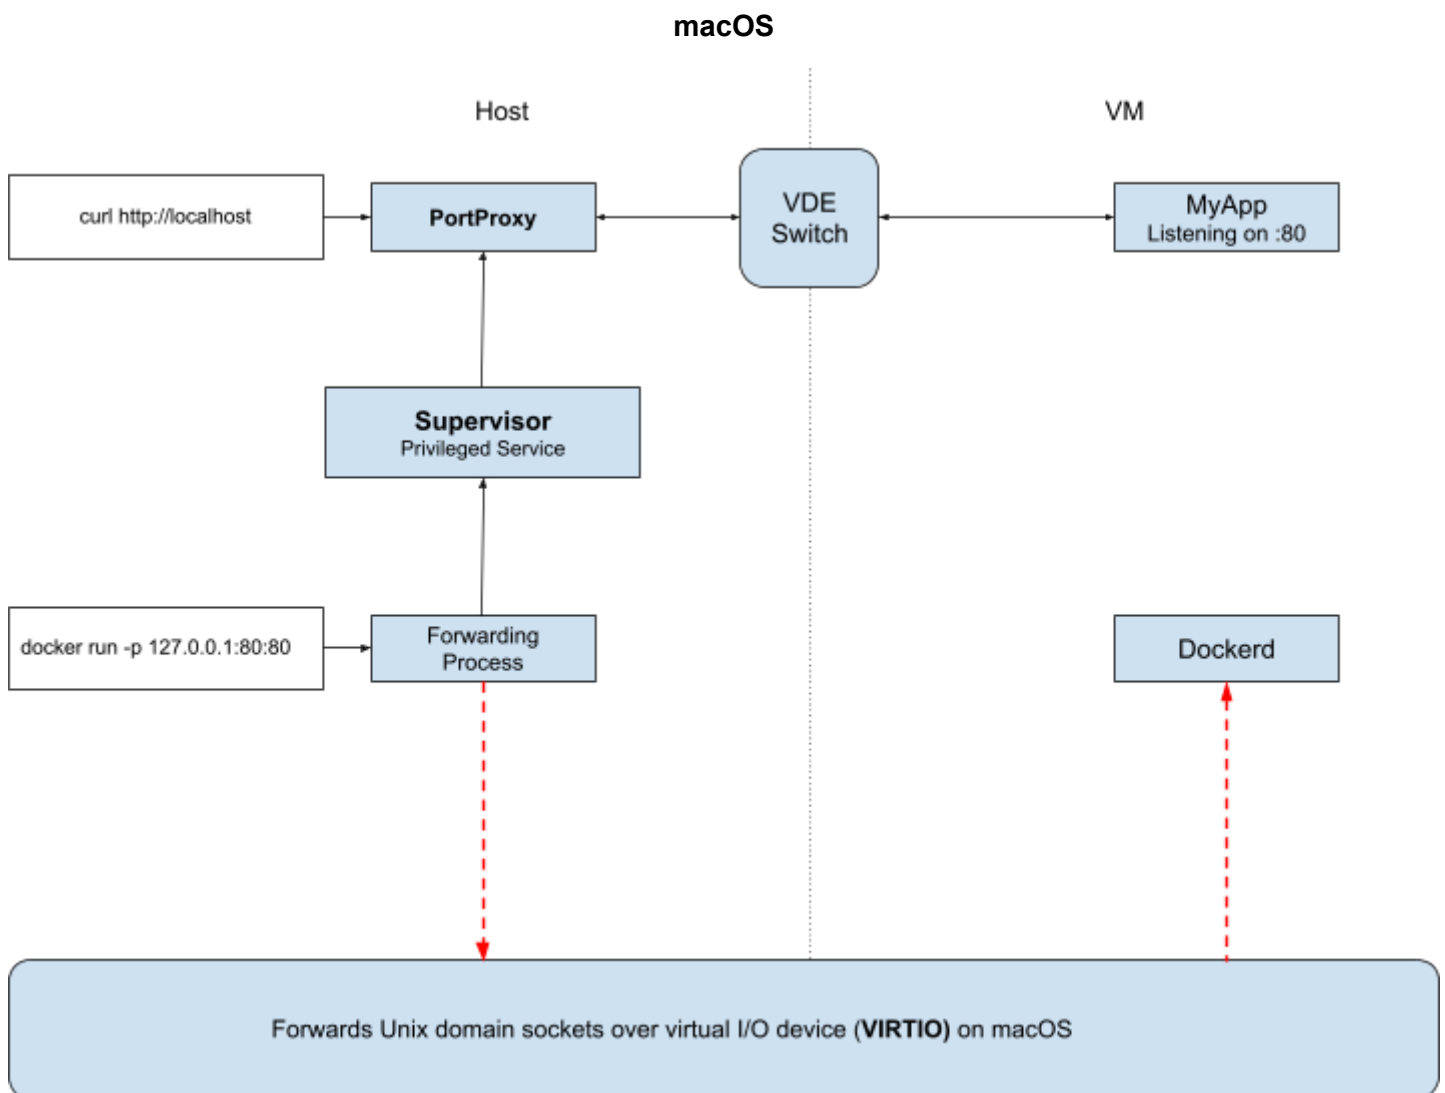 macOS
Host
VM
curl http://localhost
PortProxy
VDE
Switch
MyApp
Listening on :80
Supervisor
Privileged Service
docker run -p 127.0.0.1:80:80
Forwarding
Process
Dockerd
Forwards Unix domain sockets over virtual I/O device (VIRTIO) on macOS